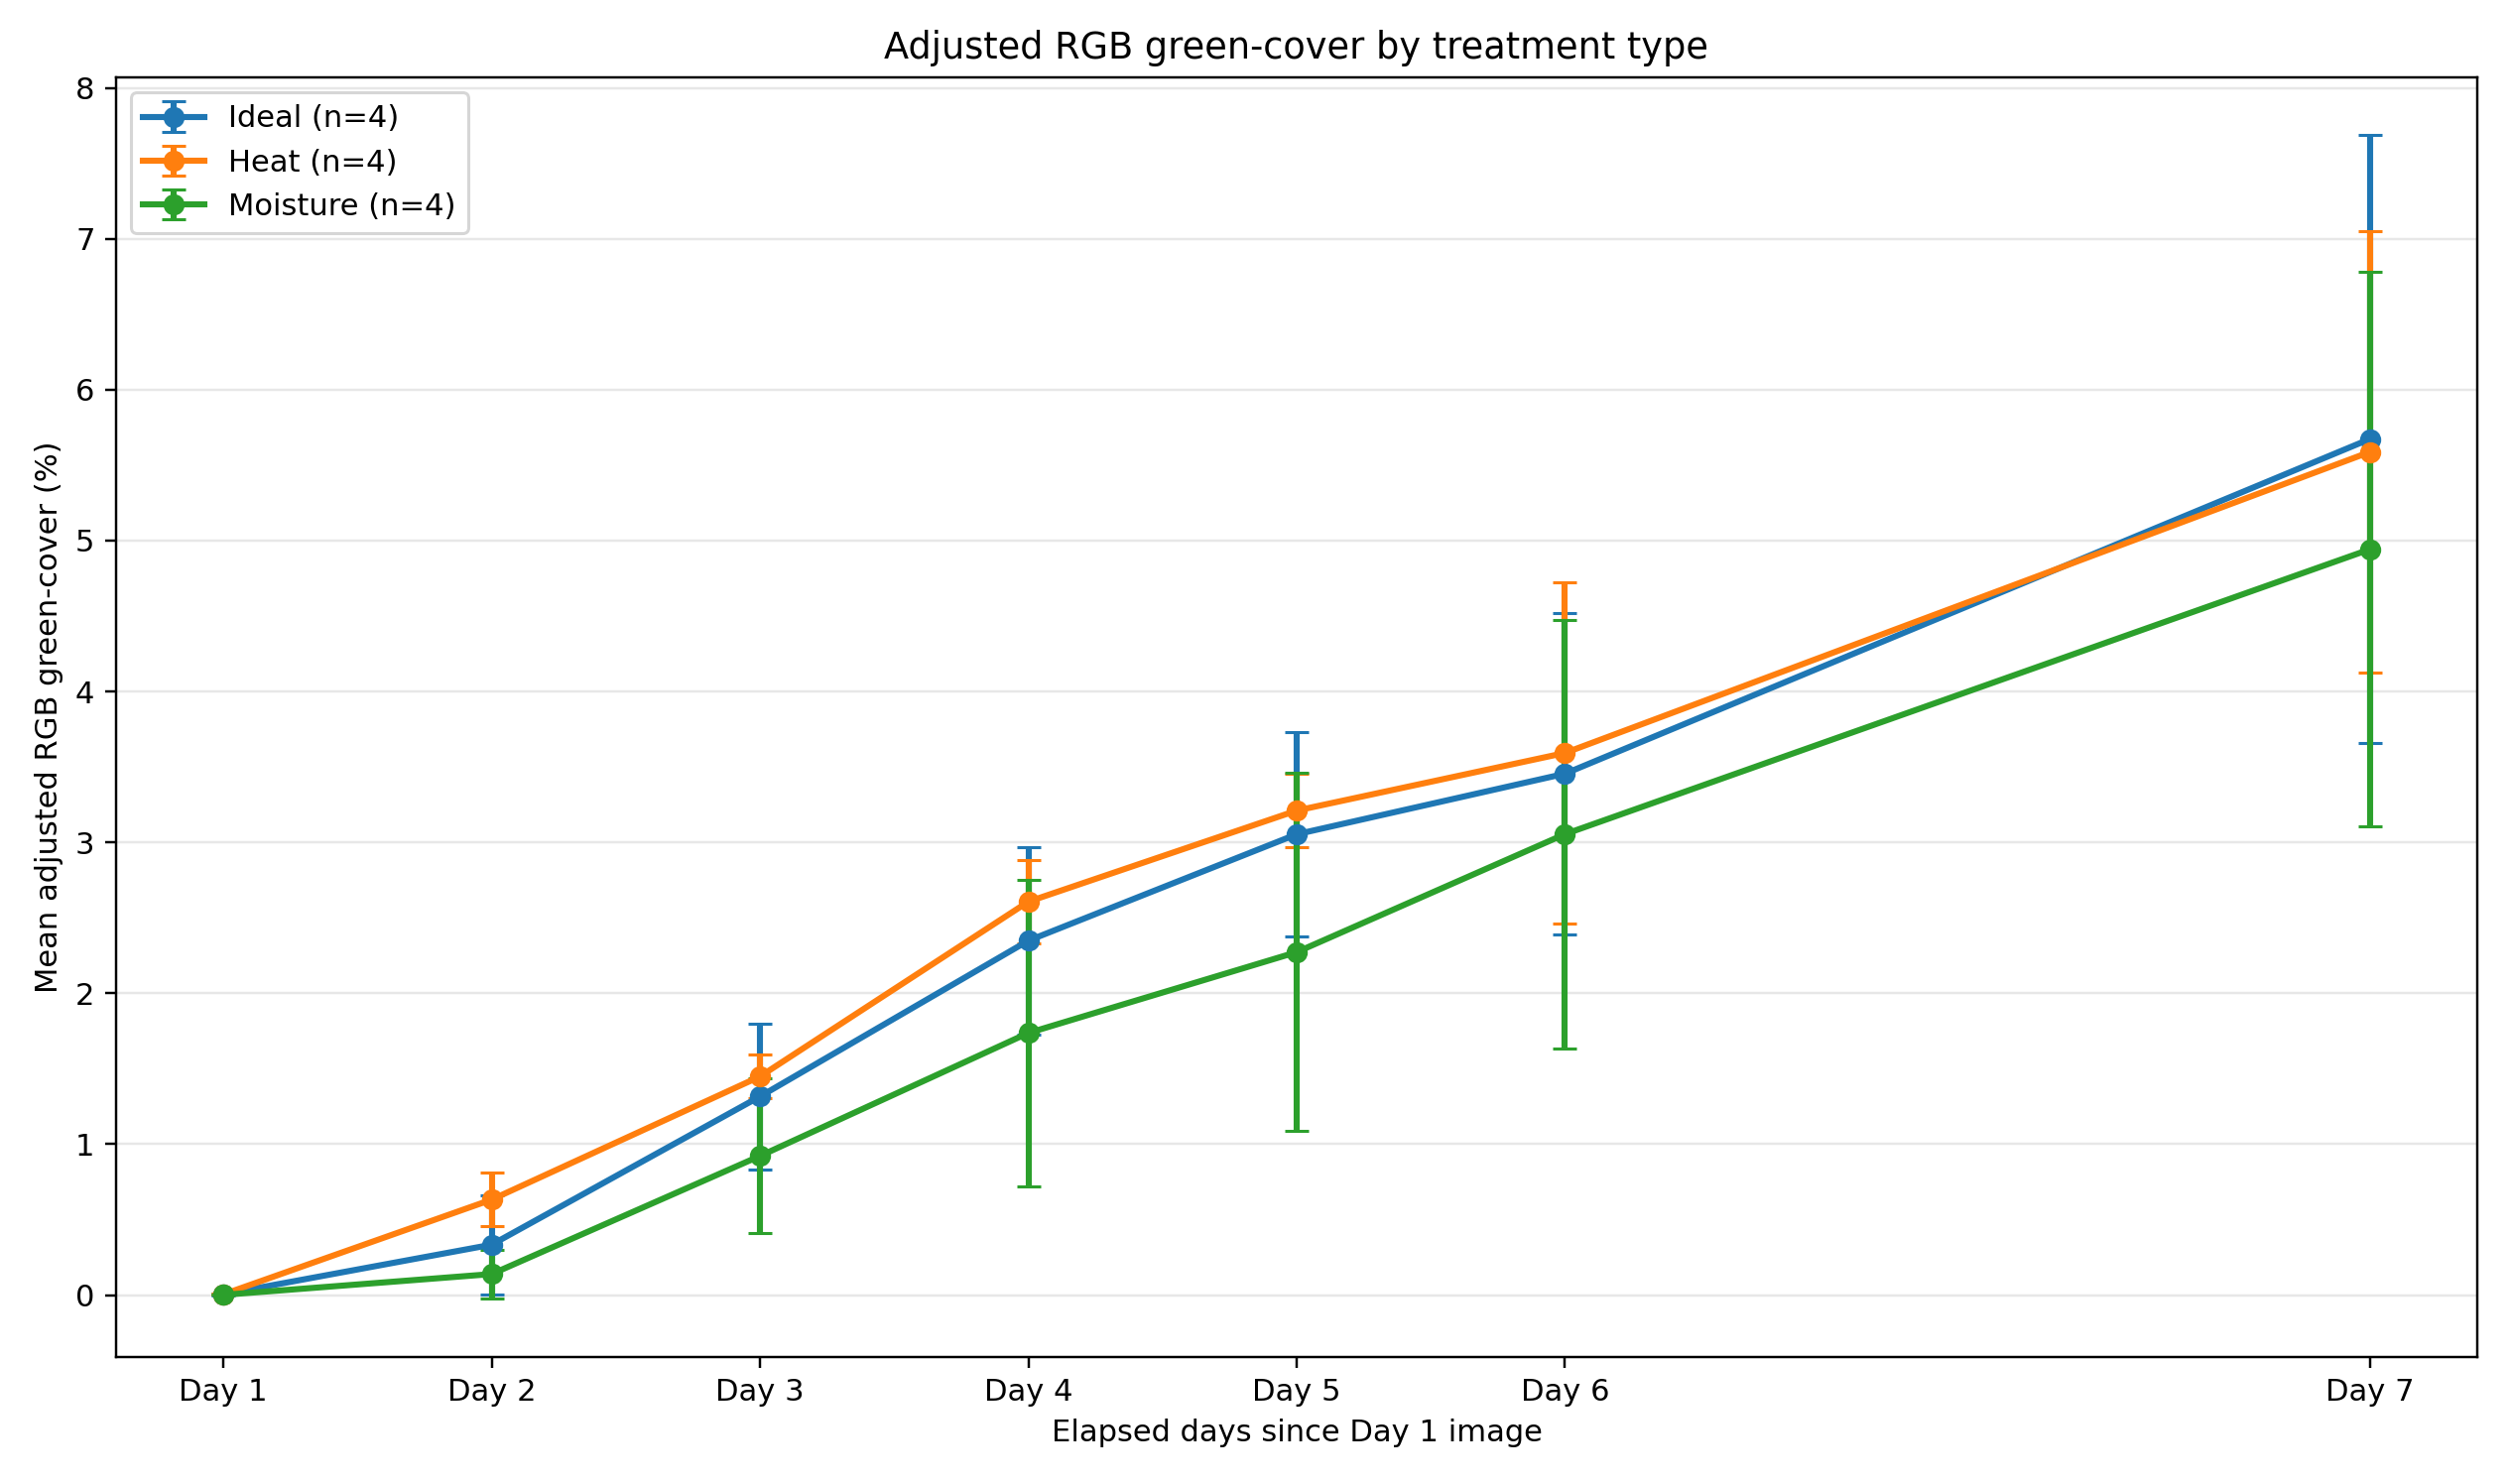 Adjusted RGB green-cover by treatment type
8
7
6
5
4
3
2
1
0
Mean adjusted RGB green-cover (%)
Ideal (n=4)
Heat (n=4)
Moisture (n=4)
Day 1
Day 2
Day 3
Day 4
Day 5
Day 6
Day 7
Elapsed days since Day 1 image